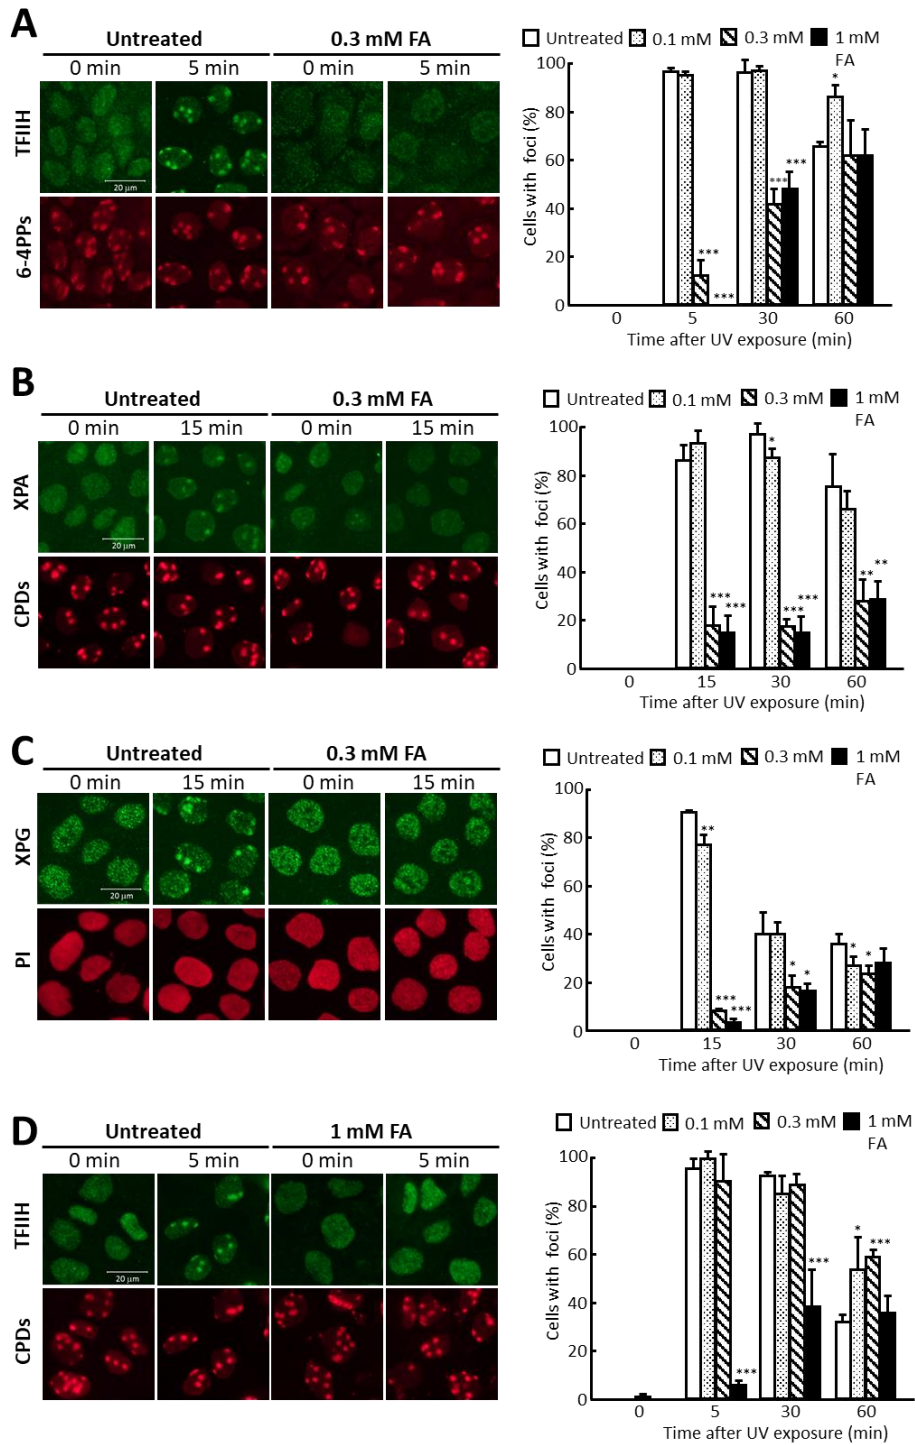 A
Untreated
0.3 mM FA
0 min
5 min
0 min
5 min
TFIIH
20 μm
6-4PPs
Untreated
0.1 mM
0.3 mM
1 mM
FA
Cells with foci (%)
100
80
60
40
20
0
***
***
***
***
*
0
5
30
60
Time after UV exposure (min)
B
Untreated
0.3 mM FA
0 min
15 min
0 min
15 min
XPA
20 μm
CPDs
Untreated
0.1 mM
0.3 mM
1 mM
FA
Cells with foci (%)
100
80
60
40
20
0
***
***
*
***
***
**
**
0
15
30
60
Time after UV exposure (min)
C
Untreated
0.3 mM FA
0 min
15 min
0 min
15 min
XPG
20 μm
PI
Untreated
0.1 mM
0.3 mM
1 mM
FA
Cells with foci (%)
100
80
60
40
20
0
**
***
***
*
*
*
*
0
15
30
60
Time after UV exposure (min)
D
Untreated
1 mM FA
0 min
5 min
0 min
5 min
TFIIH
20 μm
CPDs
Untreated
0.1 mM
0.3 mM
1 mM
FA
Cells with foci (%)
100
80
60
40
20
0
***
***
*
***
0
5
30
60
Time after UV exposure (min)